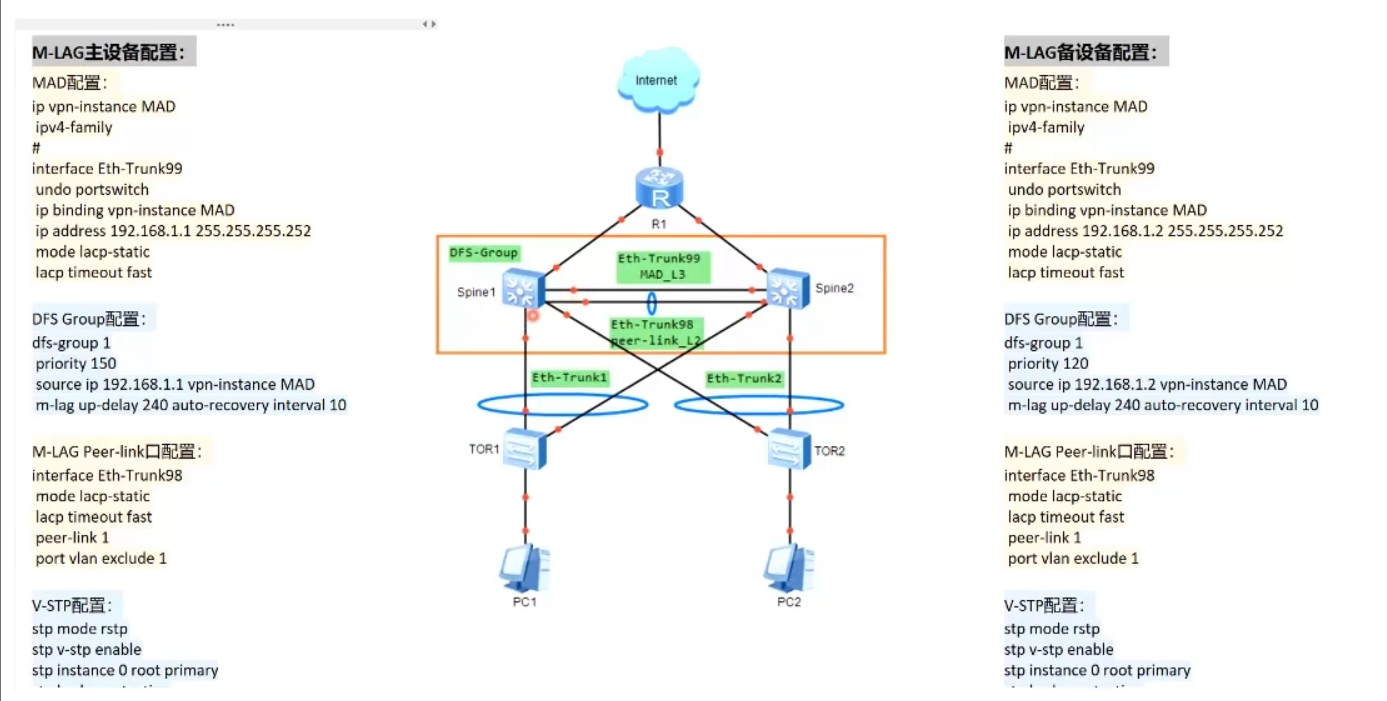 M-LAG主设备配置：
MAD配置：
ip vpn-instance MAD
ipv4-family
#
interface Eth-Trunk99
undo portswitch
ip binding vpn-instance MAD
ip address 192.168.1.1 255.255.255.252
mode lacp-static
lacp timeout fast
DFS Group配置：
dfs-group 1
priority 150
source ip 192.168.1.1 vpn-instance MAD
m-lag up-delay 240 auto-recovery interval 10
M-LAG Peer-link口配置：
interface Eth-Trunk98
mode lacp-static
lacp timeout fast
peer-link 1
port vlan exclude 1
V-STP配置：
stp mode rstp
stp v-stp enable
stp instance 0 root primary
Internet
R
R1
DFS-Group
Eth-Trunk99
MAD_L3
Spine1
Spine2
Eth-Trunk98
peer-link_L2
Eth-Trunk1
Eth-Trunk2
TOR1
TOR2
PC1
PC2
M-LAG备设备配置：
MAD配置：
ip vpn-instance MAD
ipv4-family
#
interface Eth-Trunk99
undo portswitch
ip binding vpn-instance MAD
ip address 192.168.1.2 255.255.255.252
mode lacp-static
lacp timeout fast
DFS Group配置：
dfs-group 1
priority 120
source ip 192.168.1.2 vpn-instance MAD
m-lag up-delay 240 auto-recovery interval 10
M-LAG Peer-link口配置：
interface Eth-Trunk98
mode lacp-static
lacp timeout fast
peer-link 1
port vlan exclude 1
V-STP配置：
stp mode rstp
stp v-stp enable
stp instance 0 root primary